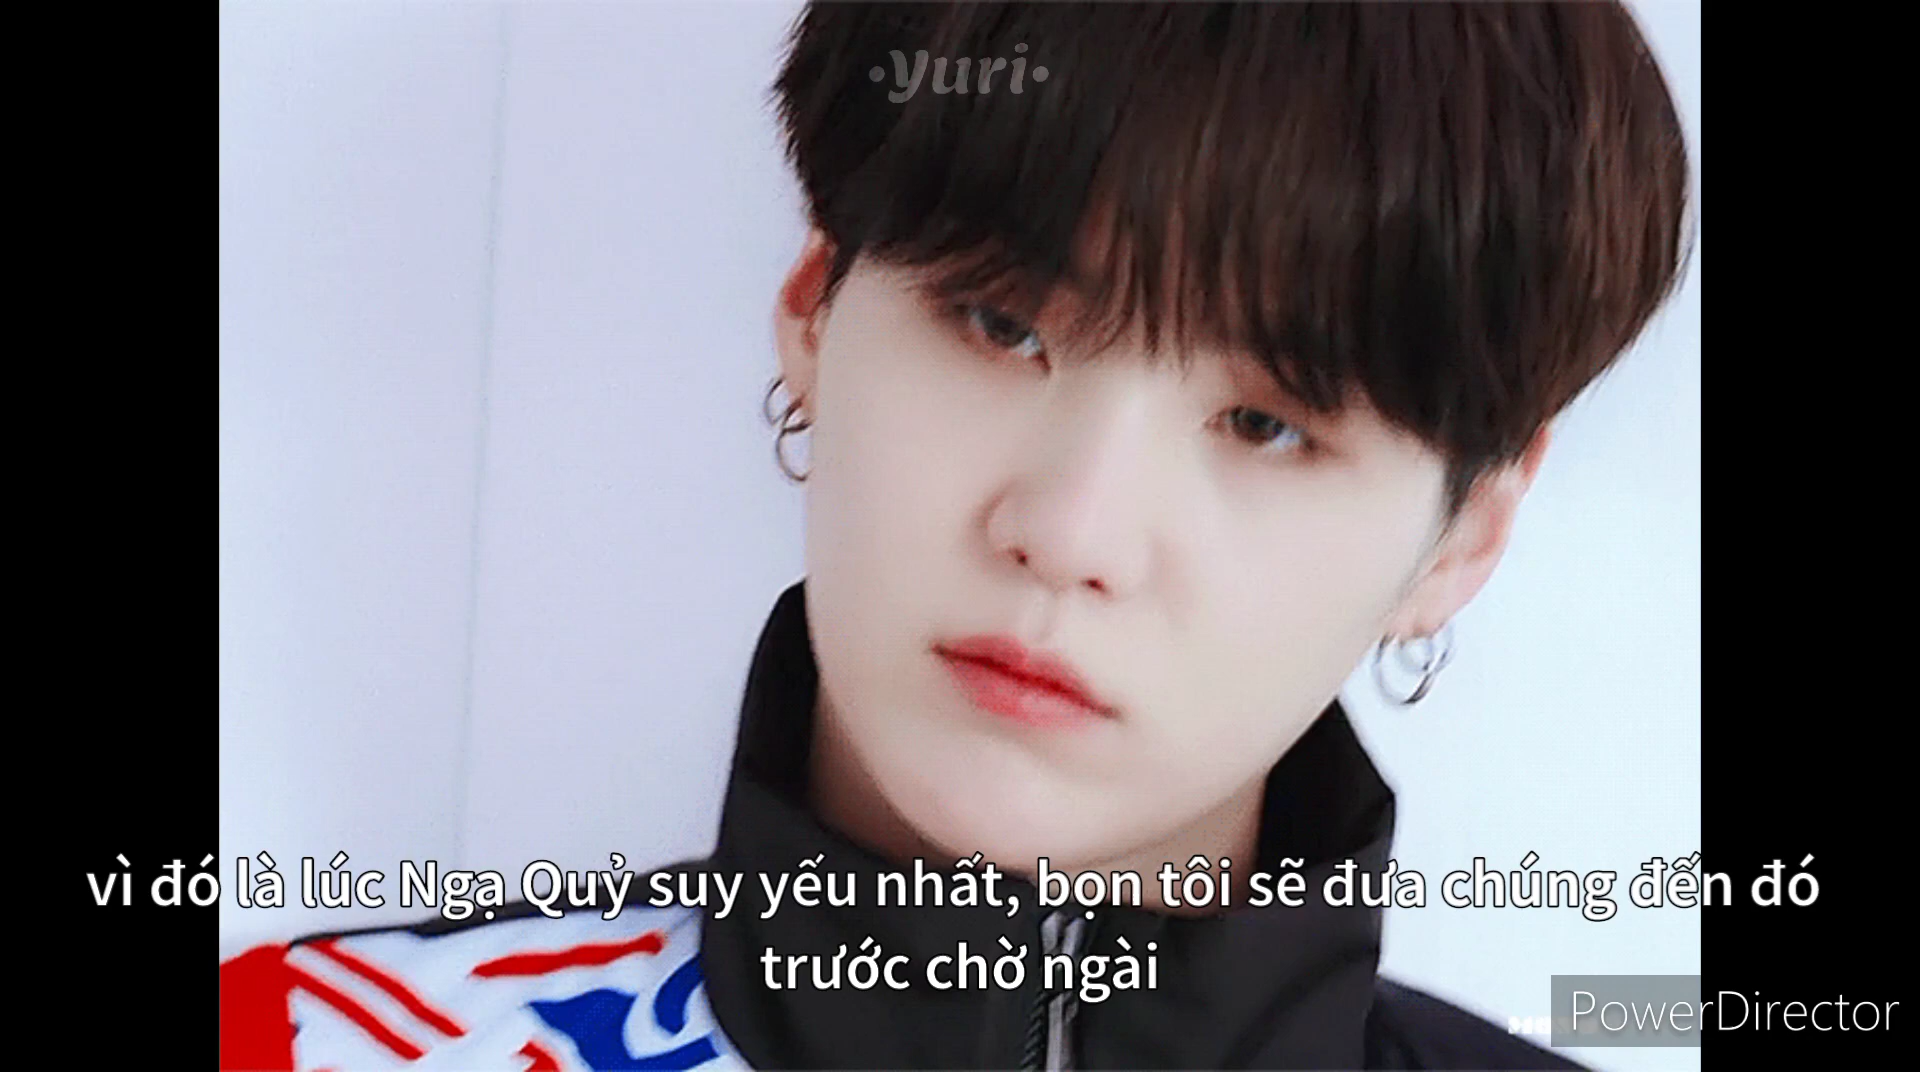 •Yuri•
vì đó là lúc Ngạ Quỷ suy yếu nhất, bọn tôi sẽ đưa chúng đến đó
trước chờ ngài
PowerDirector